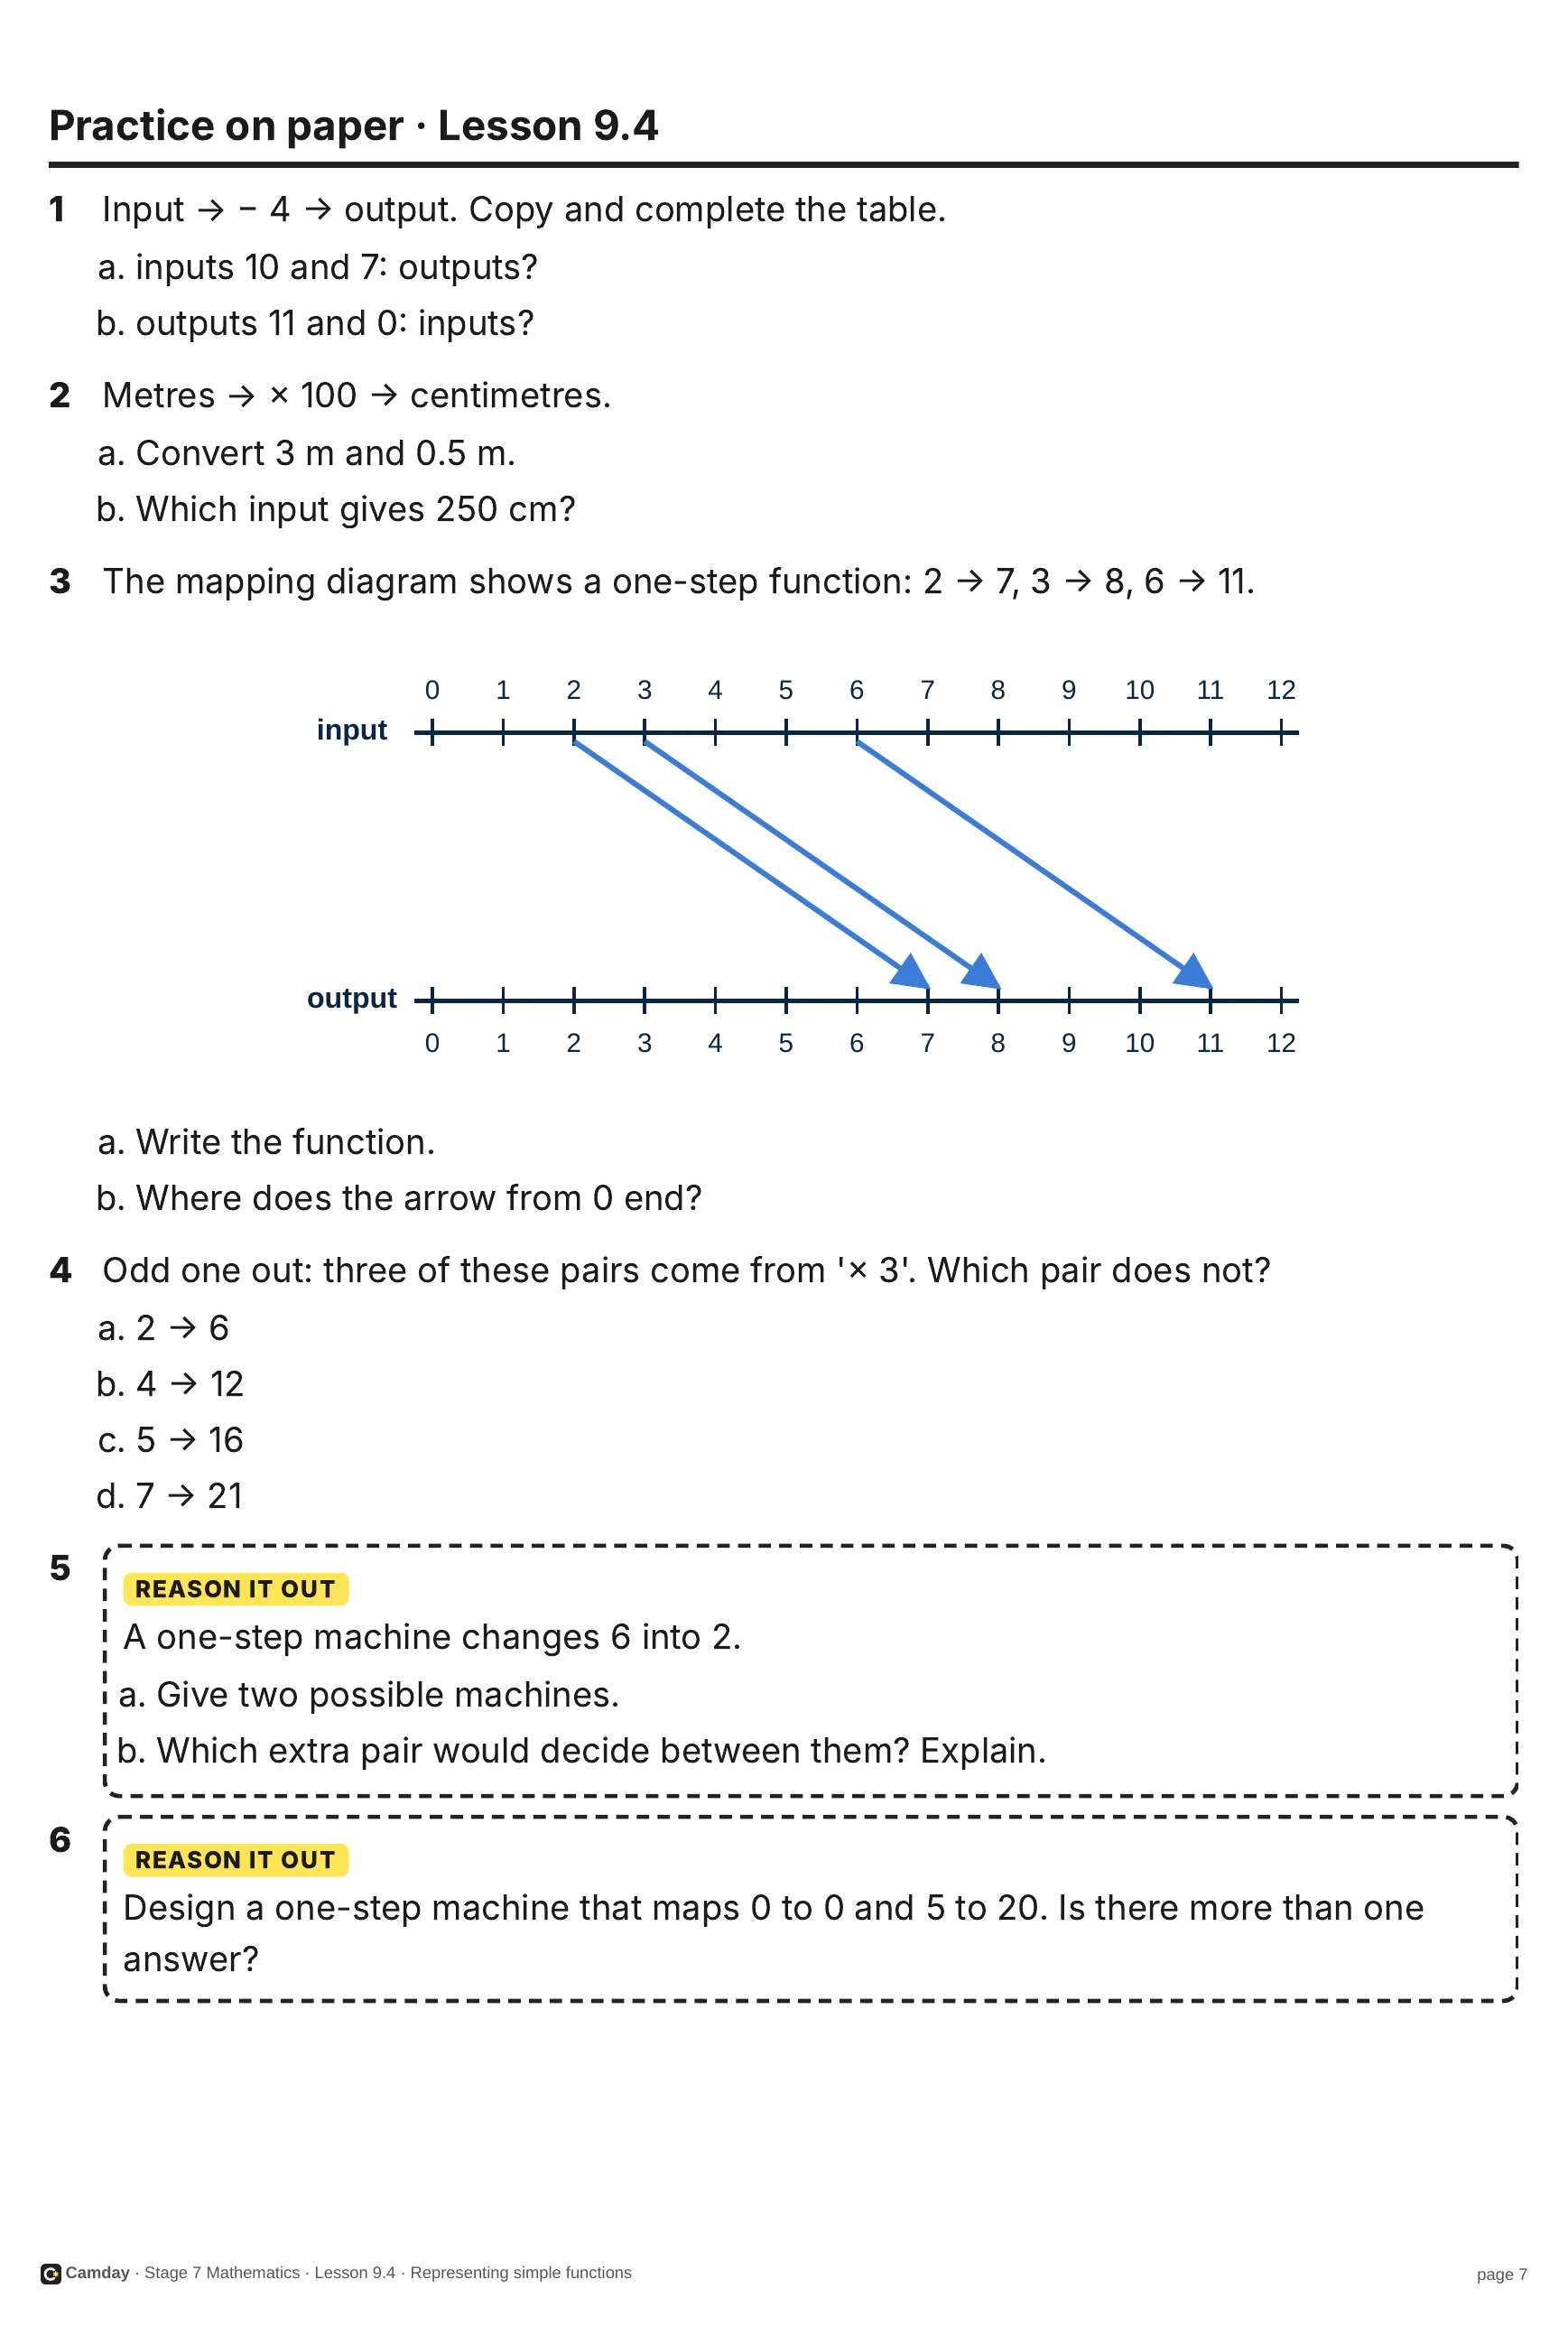 Practice on paper · Lesson 9.4
1 Input → − 4 → output. Copy and complete the table.
a. inputs 10 and 7: outputs?
b. outputs 11 and 0: inputs?
2 Metres → × 100 → centimetres.
a. Convert 3 m and 0.5 m.
b. Which input gives 250 cm?
3 The mapping diagram shows a one-step function: 2 → 7, 3 → 8, 6 → 11.
0 1 2 3 4 5 6 7 8 9 10 11 12
input
output
0 1 2 3 4 5 6 7 8 9 10 11 12
a. Write the function.
b. Where does the arrow from 0 end?
4 Odd one out: three of these pairs come from '× 3'. Which pair does not?
a. 2 → 6
b. 4 → 12
c. 5 → 16
d. 7 → 21
5
REASON IT OUT
A one-step machine changes 6 into 2.
a. Give two possible machines.
b. Which extra pair would decide between them? Explain.
6
REASON IT OUT
Design a one-step machine that maps 0 to 0 and 5 to 20. Is there more than one
answer?
Camday · Stage 7 Mathematics · Lesson 9.4 · Representing simple functions
page 7